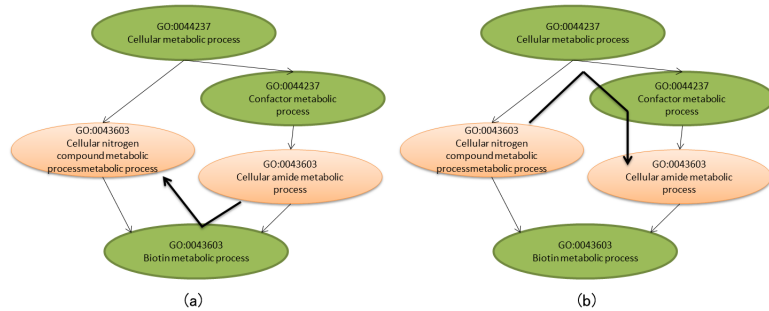 GO:0044237
Cellular metabolic process
GO:0044237
Confactor metabolic
process
GO:0043603
Cellular nitrogen
compound metabolic
processmetabolic process
GO:0043603
Cellular amide metabolic
process
GO:0043603
Biotin metabolic process
(a)
GO:0044237
Cellular metabolic process
GO:0044237
Confactor metabolic
process
GO:0043603
Cellular nitrogen
compound metabolic
processmetabolic process
GO:0043603
Cellular amide metabolic
process
GO:0043603
Biotin metabolic process
(b)